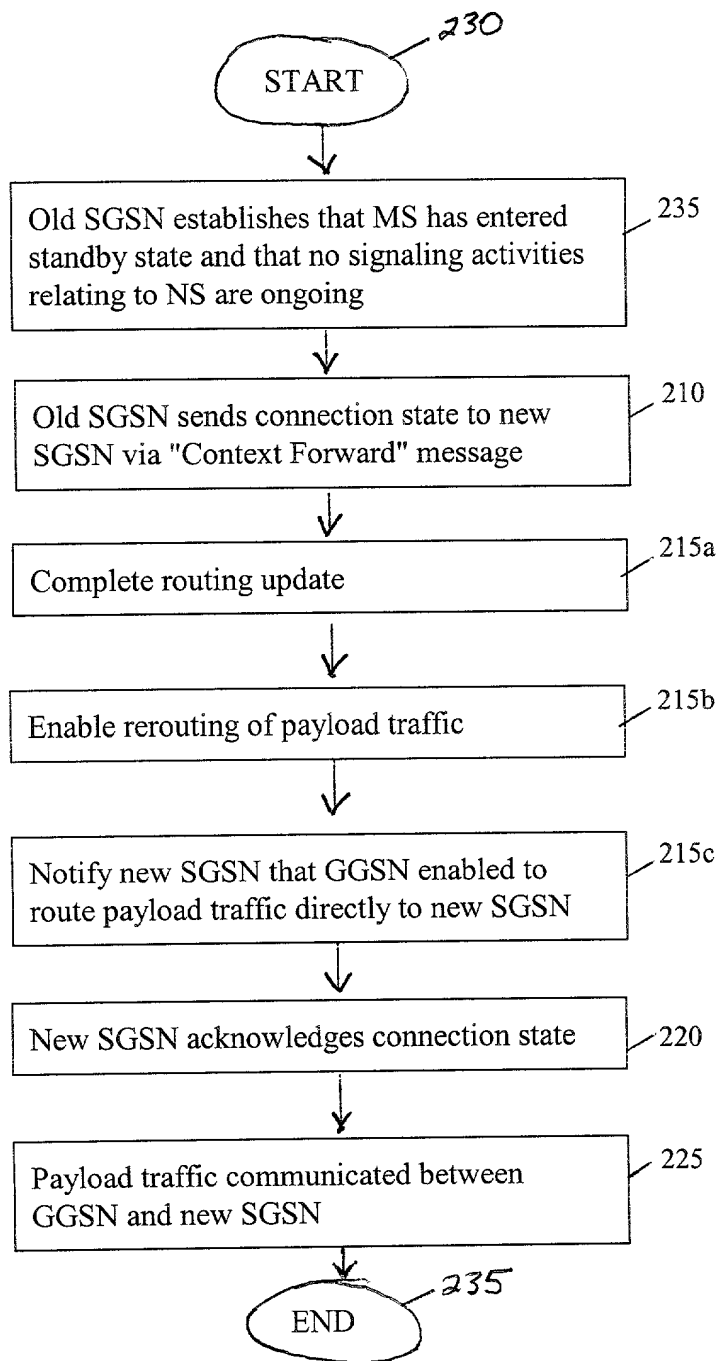 230
START
Old SGSN establishes that MS has entered
standby state and that no signaling activities
relating to NS are ongoing
235
Old SGSN sends connection state to new
SGSN via "Context Forward" message
210
Complete routing update
215a
Enable rerouting of payload traffic
215b
Notify new SGSN that GGSN enabled to
route payload traffic directly to new SGSN
215c
New SGSN acknowledges connection state
220
Payload traffic communicated between
GGSN and new SGSN
225
235
END